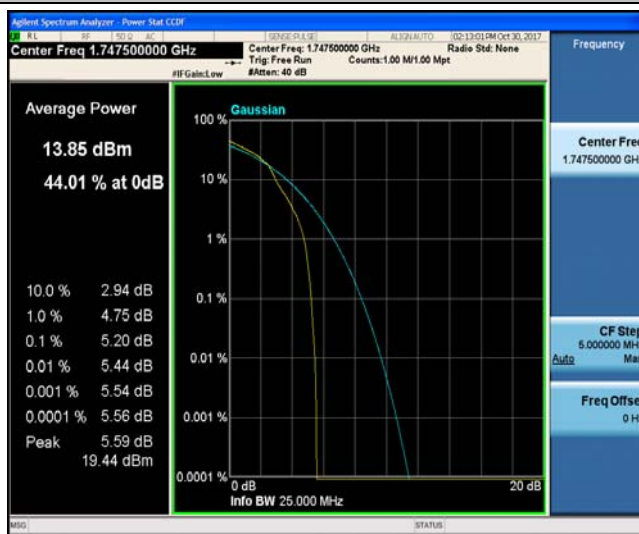 Agilent Spectrum Analyzer - Power Stat CCDF
RL RF 50 Ω AC SENSE:PULSE ALIGN AUTO 02:13:01 PM Oct 30, 2017
Center Freq 1.747500000 GHz
Center Freq: 1.747500000 GHz Radio Std: None
Trig: Free Run Counts:1.00 M/1.00 Mpt
#IFGain:Low #Atten: 40 dB
Frequency
Average Power
13.85 dBm
44.01 % at 0dB
10.0 % 2.94 dB
1.0 % 4.75 dB
0.1 % 5.20 dB
0.01 % 5.44 dB
0.001 % 5.54 dB
0.0001 % 5.56 dB
Peak 5.59 dB
19.44 dBm
Gaussian
100 %
10 %
1 %
0.1 %
0.01 %
0.001 %
0.0001 %
0 dB 20 dB
Info BW 25.000 MHz
Center Fre
1.747500000 GH
CF Step
5.000000 MH
Auto Ma
Freq Offse
0 H
MSG STATUS